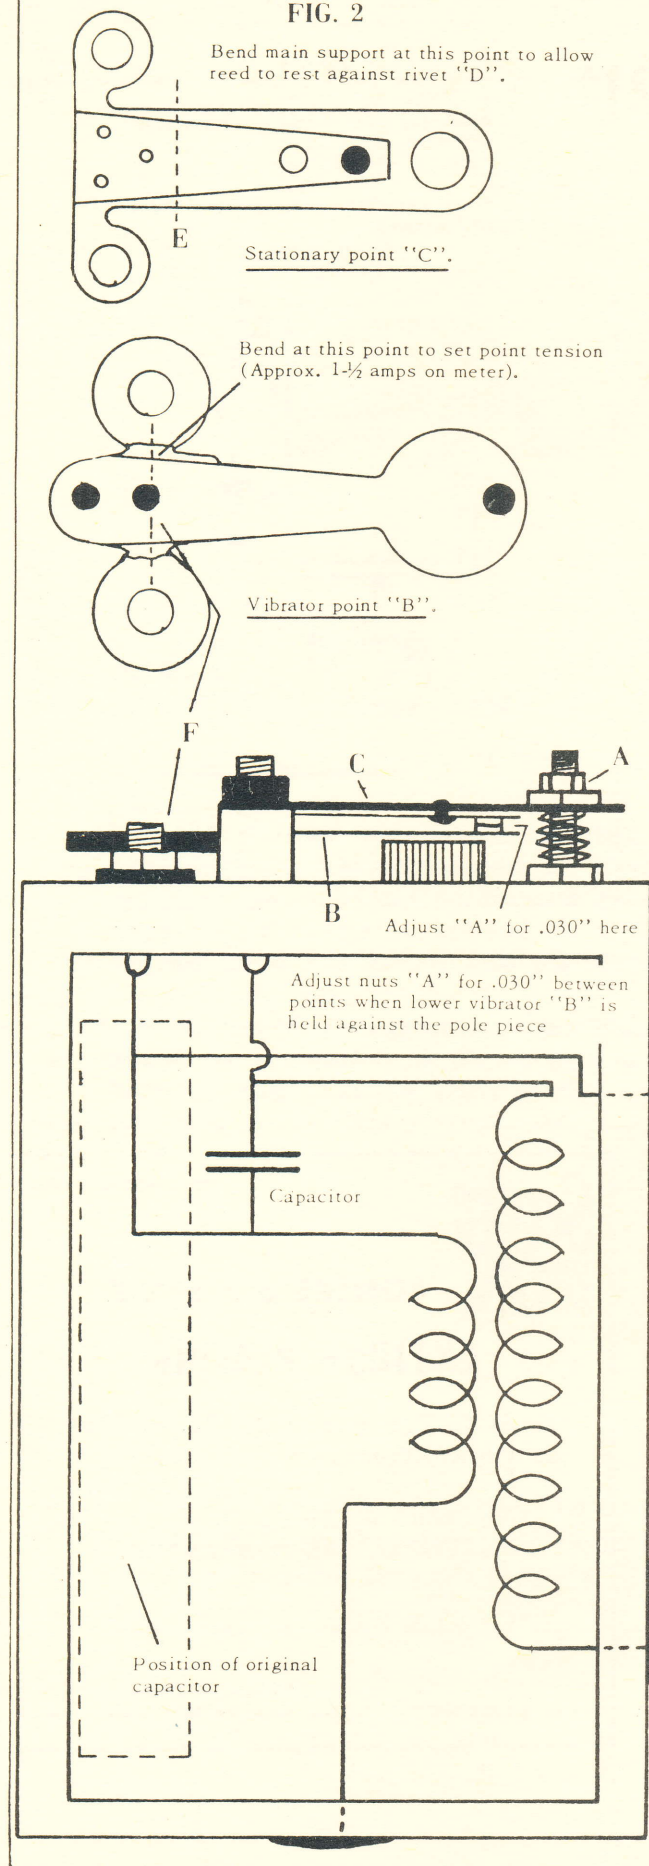 FIG. 2
Bend main support at this point to allow
reed to rest against rivet "D".
E
Stationary point "C".
Bend at this point to set point tension
(Approx. 1-½ amps on meter).
Vibrator point "B".
F
C
A
B
Adjust "A" for .030" here
Adjust nuts "A" for .030" between
points when lower vibrator "B" is
held against the pole piece
Capacitor
Position of original
capacitor